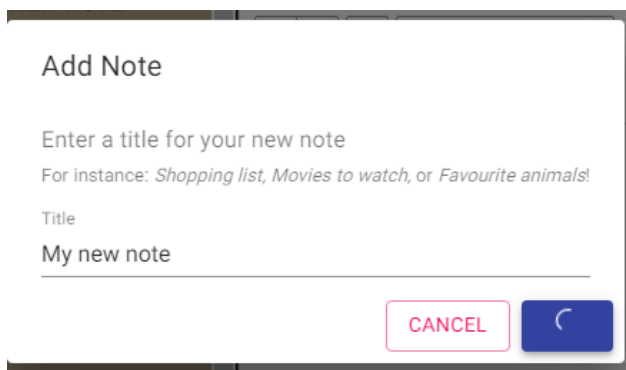 Add Note
Enter a title for your new note
For instance: Shopping list, Movies to watch, or Favourite animals!
Title
My new note
CANCEL